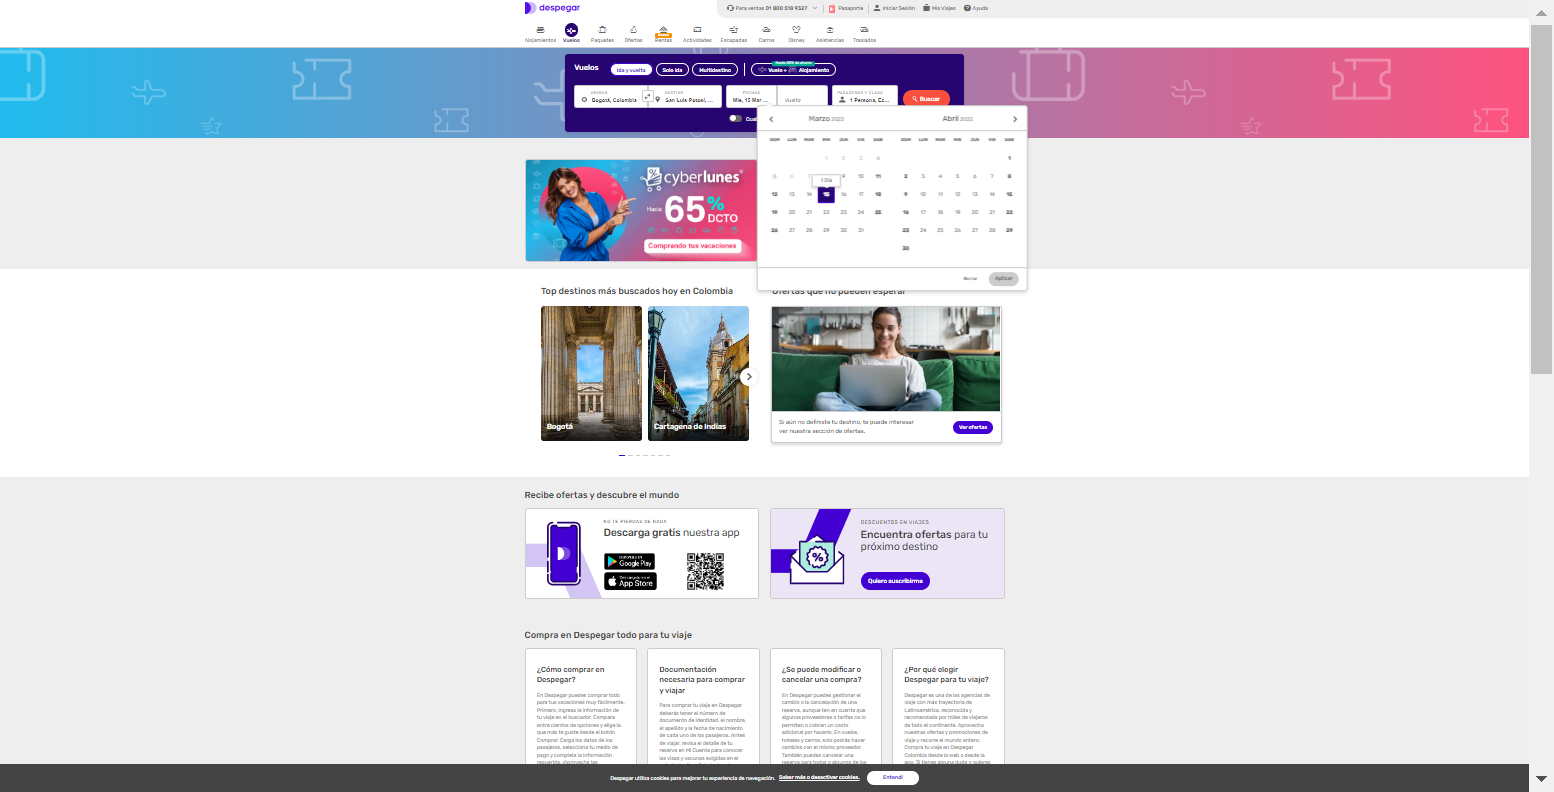 despegar
Para ventas 01 800 518 9327
Pasaporte
Iniciar Sesión
Mis Viajes
Ayuda
Alojamientos
Vuelos
Paquetes
Ofertas
Rentas
Actividades
Escapadas
Carros
Disney
Asistencias
Traslados
Vuelos
Ida y vuelta
Solo ida
Multidestino
Vuelo + Alojamiento
ORIGEN
Bogotá, Colombia
DESTINO
San Luis Potosí, ...
FECHAS
Mié, 15 Mar ...
Vuelta
PASAJEROS Y CLASE
1 Persona, Ec...
Buscar
Marzo 2023
Abril 2023
DOM LUN MAR MIE JUE VIE SAB
DOM LUN MAR MIE JUE VIE SAB
1 2 3 4
1
5 6 9 10 11
2 3 4 5 6 7 8
1 Día
12 13 14 15 16 17 18
9 10 11 12 13 14 15
19 20 21 22 23 24 25
16 17 18 19 20 21 22
26 27 28 29 30 31
23 24 25 26 27 28 29
30
Borrar
Aplicar
cyberlunes®
Hasta 65% DCTO
Comprando tus vacaciones
Top destinos más buscados hoy en Colombia
Ofertas que no pueden esperar
Bogotá
Cartagena de Indias
Si aún no definiste tu destino, te puede interesar
ver nuestra sección de ofertas.
Ver ofertas
Recibe ofertas y descubre el mundo
NO TE PIERDAS DE NADA
Descarga gratis nuestra app
DISPONIBLE EN
Google Play
Descárgalo en el
App Store
DESCUENTOS EN VIAJES
Encuentra ofertas para tu
próximo destino
Quiero suscribirme
Compra en Despegar todo para tu viaje
¿Cómo comprar en
Despegar?
En Despegar puedes comprar todo
para tus vacaciones muy fácilmente.
Primero, ingresa la información de
tu viaje en el buscador. Compara
entre cientos de opciones y elige la
que más te guste desde el botón
Comprar. Carga los datos de los
pasajeros, selecciona tu medio de
pago y completa la información
requerida. ¡Aprovecha las
Documentación
necesaria para comprar
y viajar
Para comprar tu viaje en Despegar
deberás tener el número de
documento de identidad, el nombre,
el apellido y la fecha de nacimiento
de cada uno de los pasajeros. Antes
de viajar, revisa el detalle de tu
reserva en Mi Cuenta para conocer
las visas y vacunas exigidas en el
¿Se puede modificar o
cancelar una compra?
En Despegar puedes gestionar el
cambio o la cancelación de una
reserva, aunque ten en cuenta que
algunos proveedores o tarifas no lo
permiten o cobran un costo
adicional por hacerlo. En vuelos,
hoteles y carros, solo podrás hacer
cambios con el mismo proveedor.
También puedes cancelar una
reserva para todos o algunos de los
¿Por qué elegir
Despegar para tu viaje?
Despegar es una de las agencias de
viaje con más trayectoria de
Latinoamérica, reconocida y
recomendada por miles de viajeros
de todo el continente. Aprovecha
nuestras ofertas y promociones de
viaje y recorre el mundo entero.
Compra tu viaje en Despegar
Colombia desde la web o desde la
app. Si tienes alguna duda o quieres
Despegar utiliza cookies para mejorar tu experiencia de navegación. Saber más o desactivar cookies.
Entendí